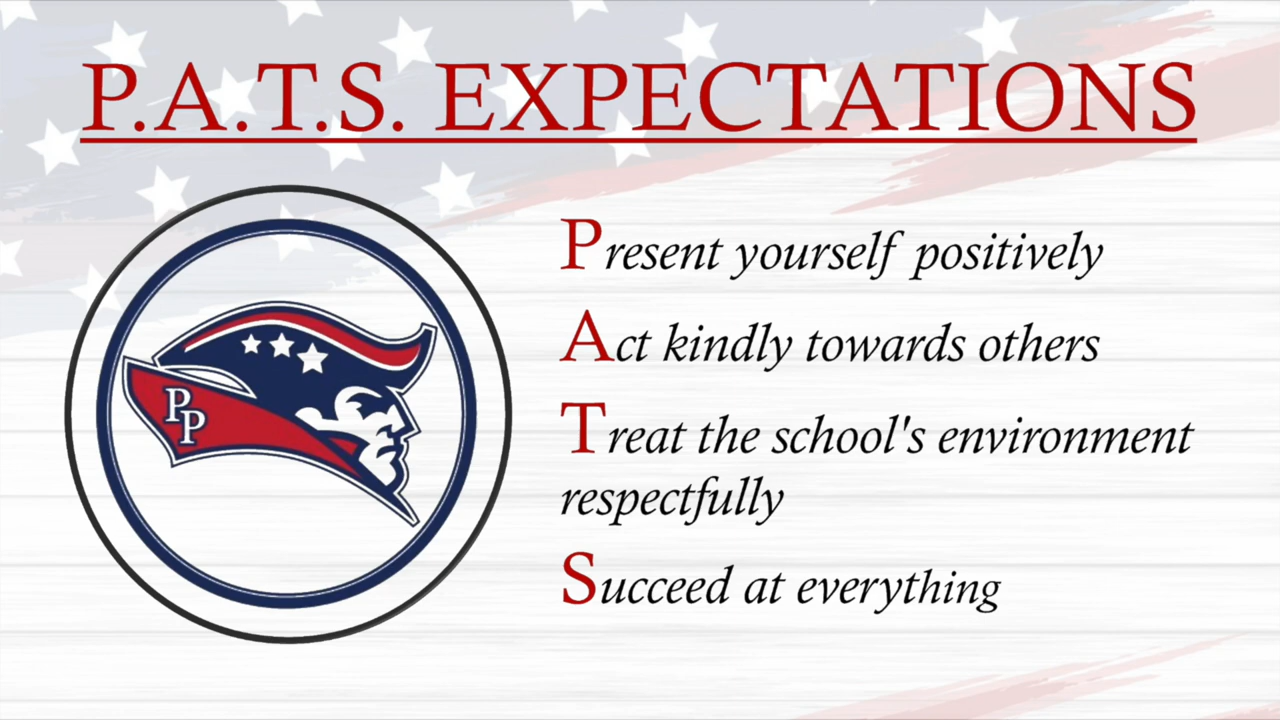 P.A.T.S. EXPECTATIONS
PP
Present yourself positively
Act kindly towards others
Treat the school's environment
respectfully
Succeed at everything